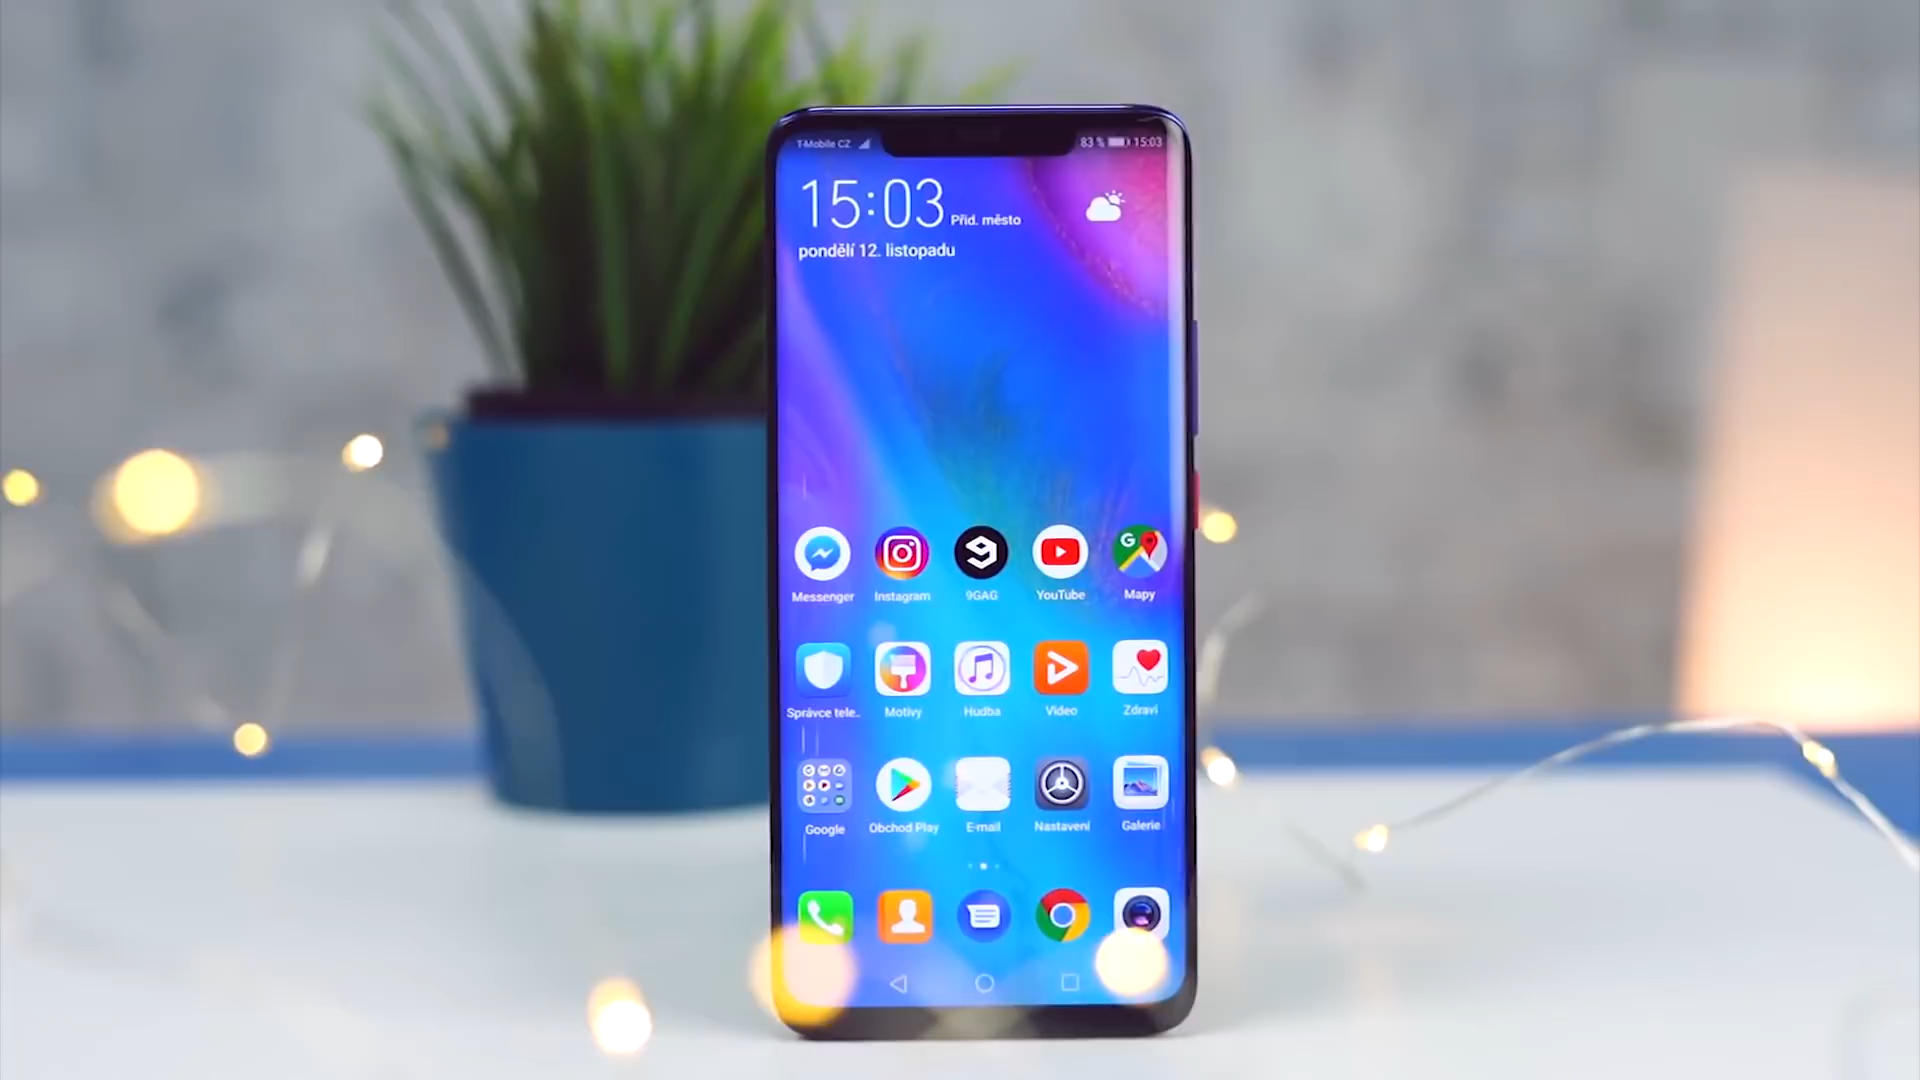 T-Mobile CZ 83 % 15:03
15:03 Přid. město
pondělí 12. listopadu
Messenger Instagram 9GAG YouTube Mapy
Správce tele.. Motivy Hudba Video Zdraví
Google Obchod Play E-mail Nastavení Galerie